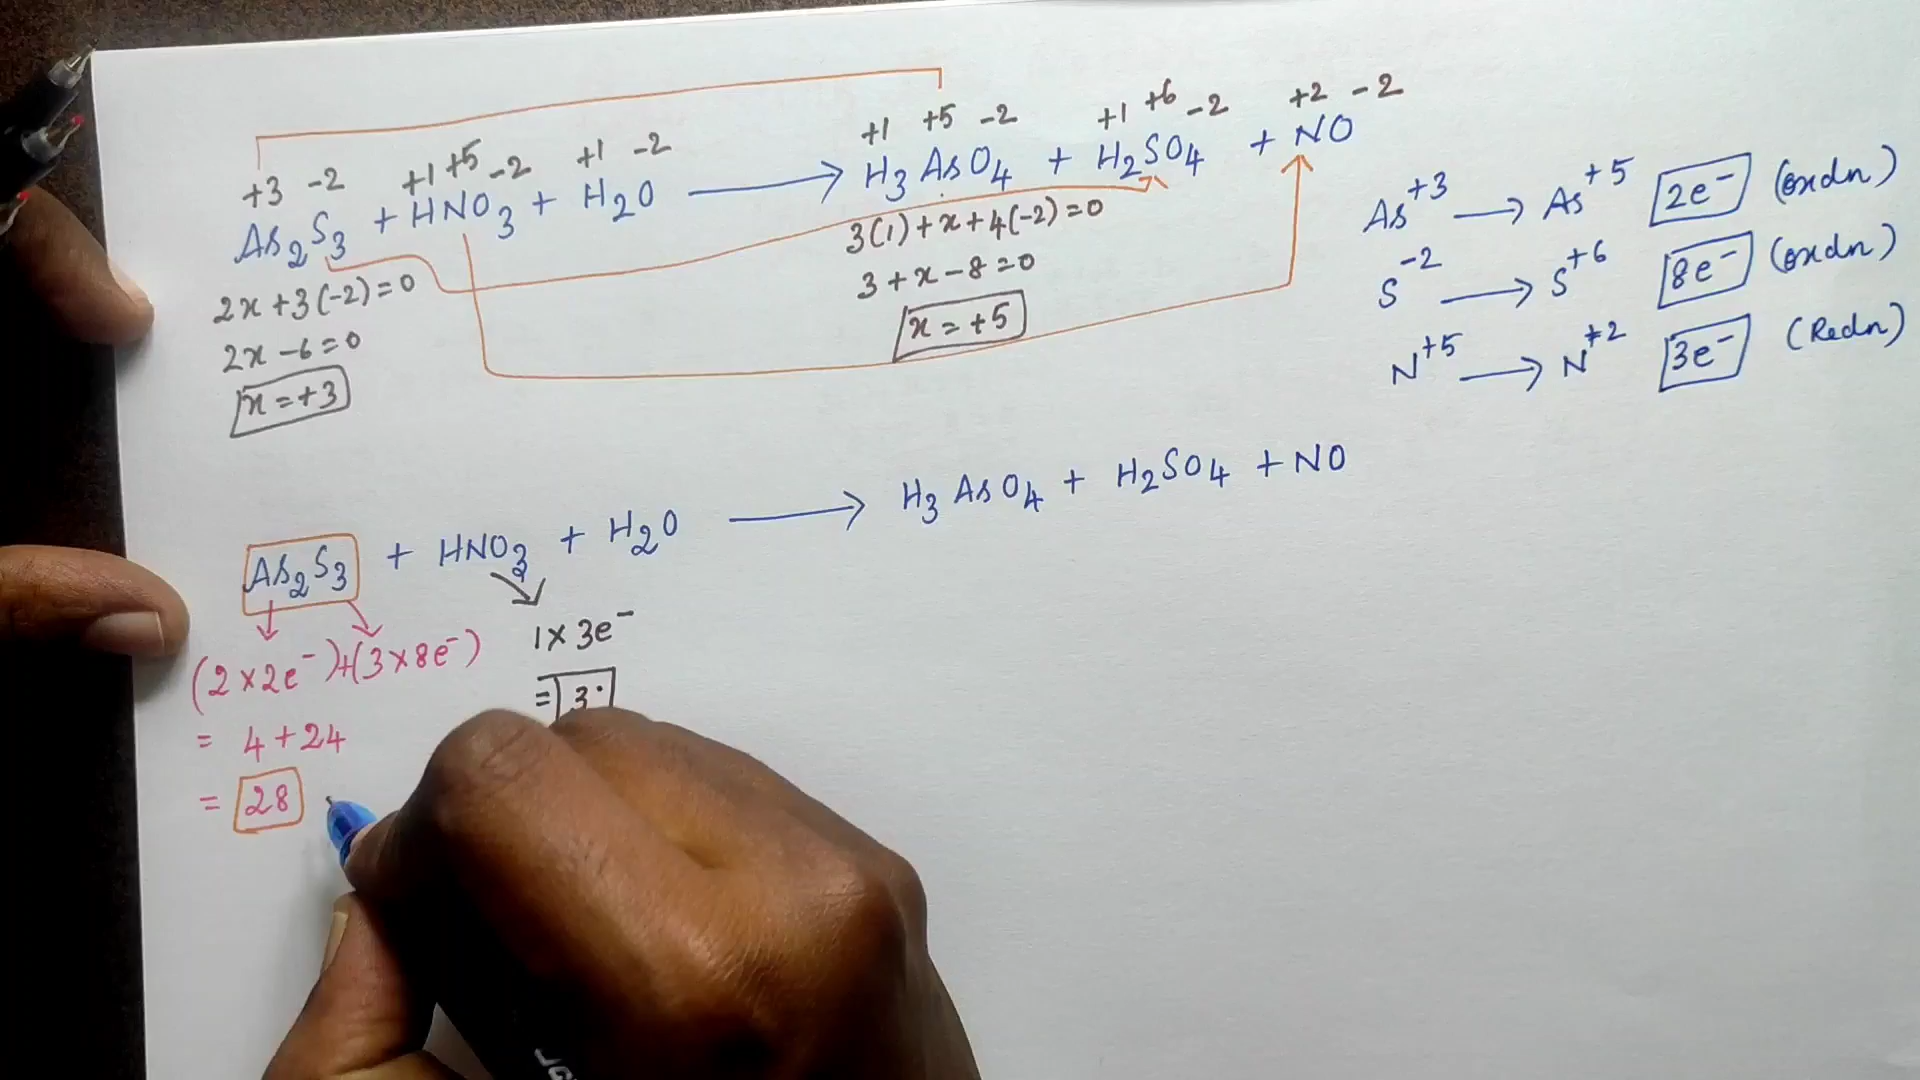 +3 -2 +1 +5 -2 +1 -2 +1 +5 -2 +1 +6 -2 +2 -2
As2S3 + HNO3 + H2O ⟶ H3AsO4 + H2SO4 + NO
2x + 3(-2) = 0
2x - 6 = 0
x = +3
3(1) + x + 4(-2) = 0
3 + x - 8 = 0
x = +5
As+3 ⟶ As+5 2e- (oxdn)
S-2 ⟶ S+6 8e- (oxdn)
N+5 ⟶ N+2 3e- (Redn)
As2S3 + HNO3 + H2O ⟶ H3AsO4 + H2SO4 + NO
(2 × 2e-) + (3 × 8e-)
= 4 + 24
= 28
1 × 3e-
= 3